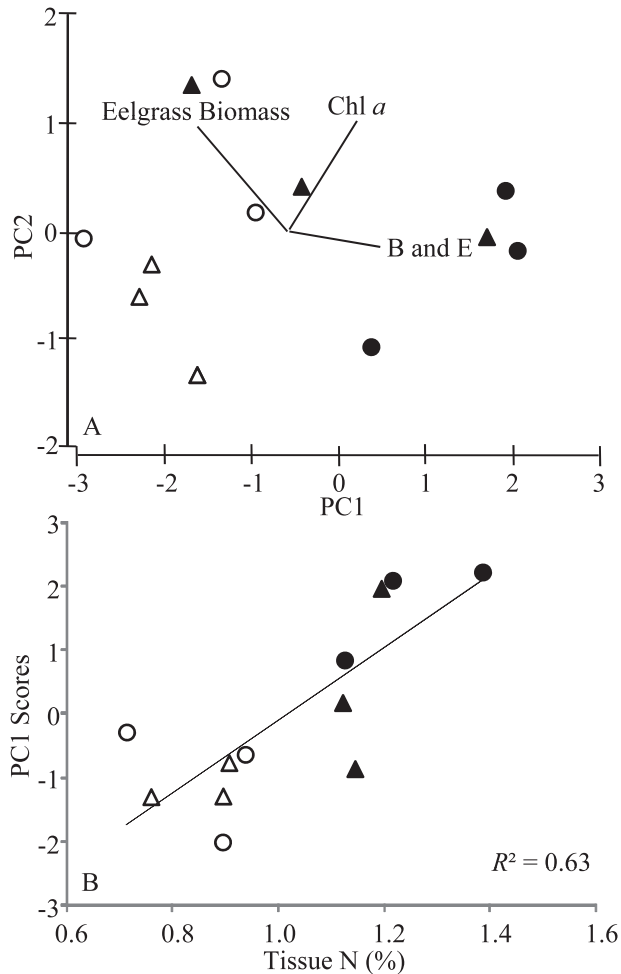 2
Eelgrass Biomass
Chl a
1
PC2
0
B and E
-1
A
-2
-3 -2 -1 0 1 2 3
PC1
3
2
1
PC1 Scores
0
-1
-2
B
R² = 0.63
-3
0.6 0.8 1.0 1.2 1.4 1.6
Tissue N (%)